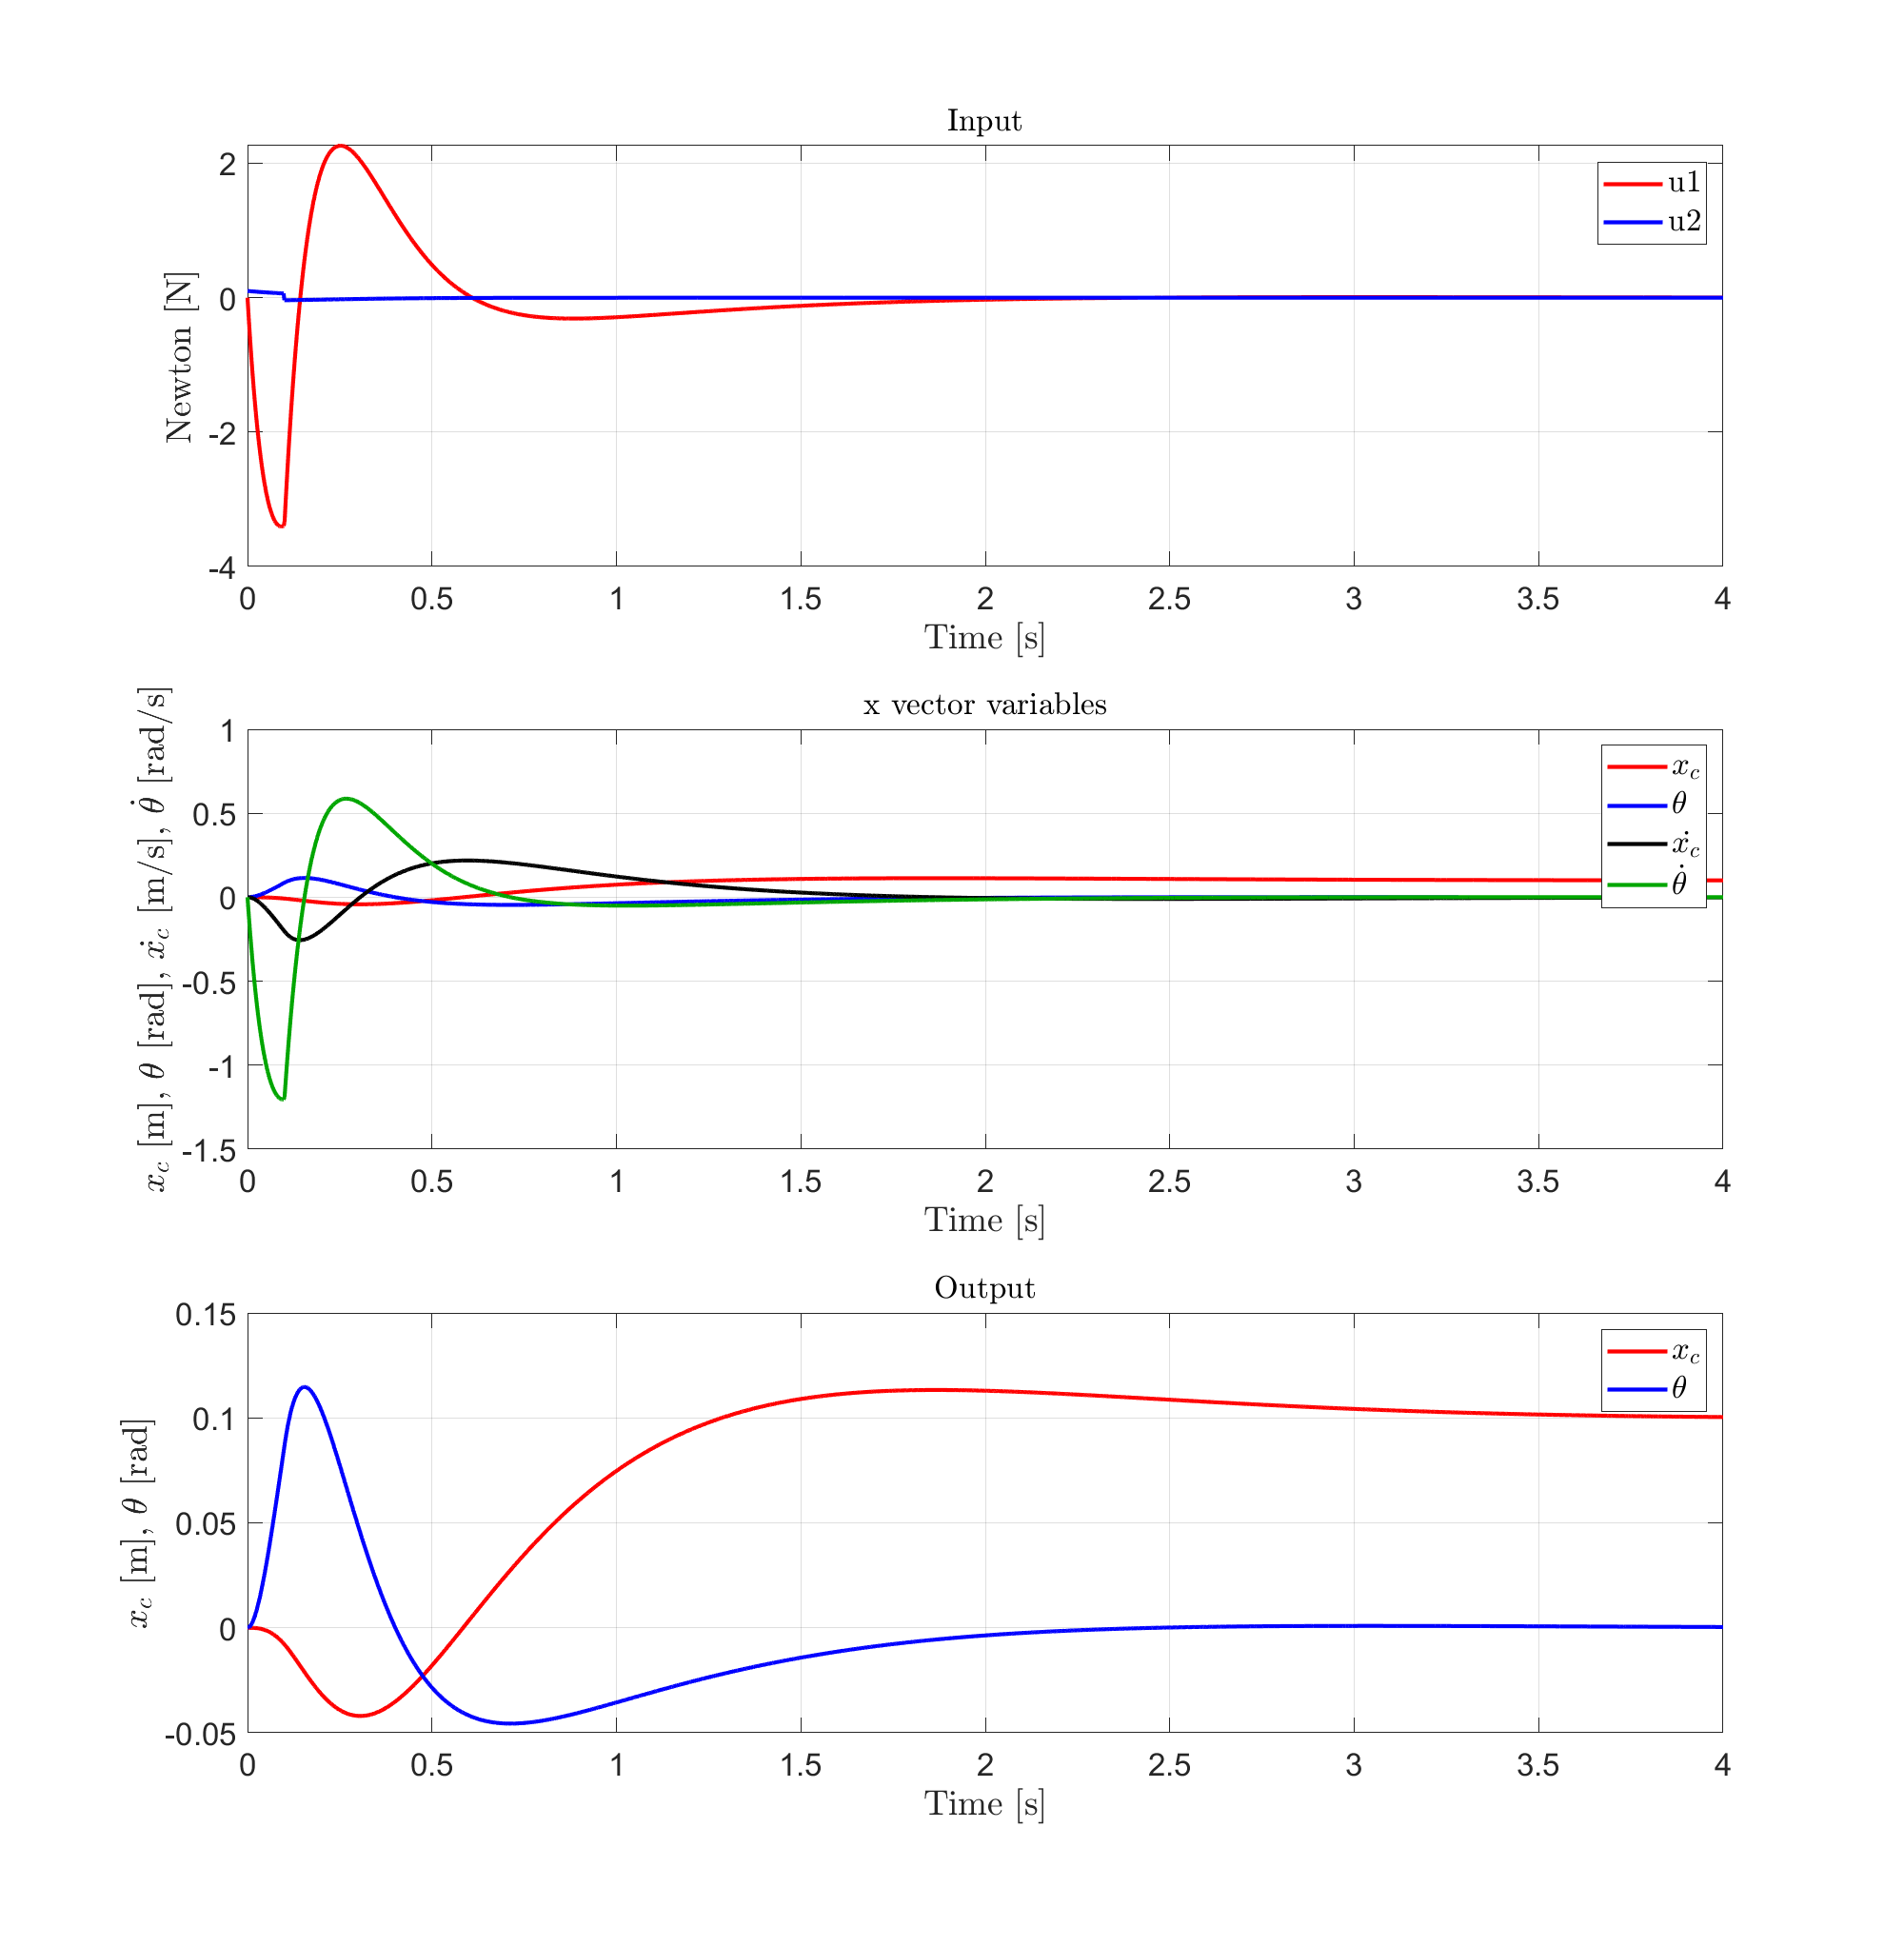 Input
2
0
-2
-4
Newton [N]
u1
u2
0 0.5 1 1.5 2 2.5 3 3.5 4
Time [s]
x vector variables
1
0.5
0
-0.5
-1
-1.5
x_c [m], θ [rad], ẋ_c [m/s], θ̇ [rad/s]
x_c
θ
ẋ_c
θ̇
0 0.5 1 1.5 2 2.5 3 3.5 4
Time [s]
Output
0.15
0.1
0.05
0
-0.05
x_c [m], θ [rad]
x_c
θ
0 0.5 1 1.5 2 2.5 3 3.5 4
Time [s]